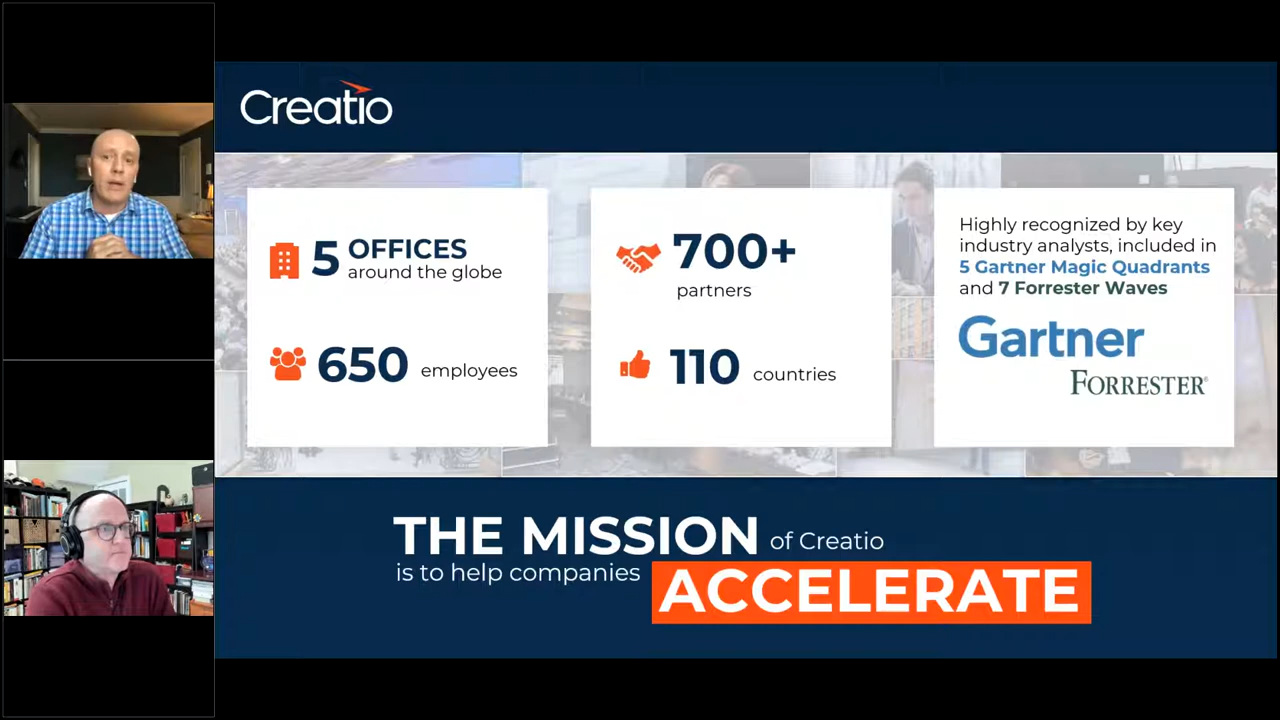 Creatio
5 OFFICES
around the globe
650 employees
700+
partners
110 countries
Highly recognized by key
industry analysts, included in
5 Gartner Magic Quadrants
and 7 Forrester Waves
Gartner
FORRESTER®
THE MISSION of Creatio
is to help companies ACCELERATE